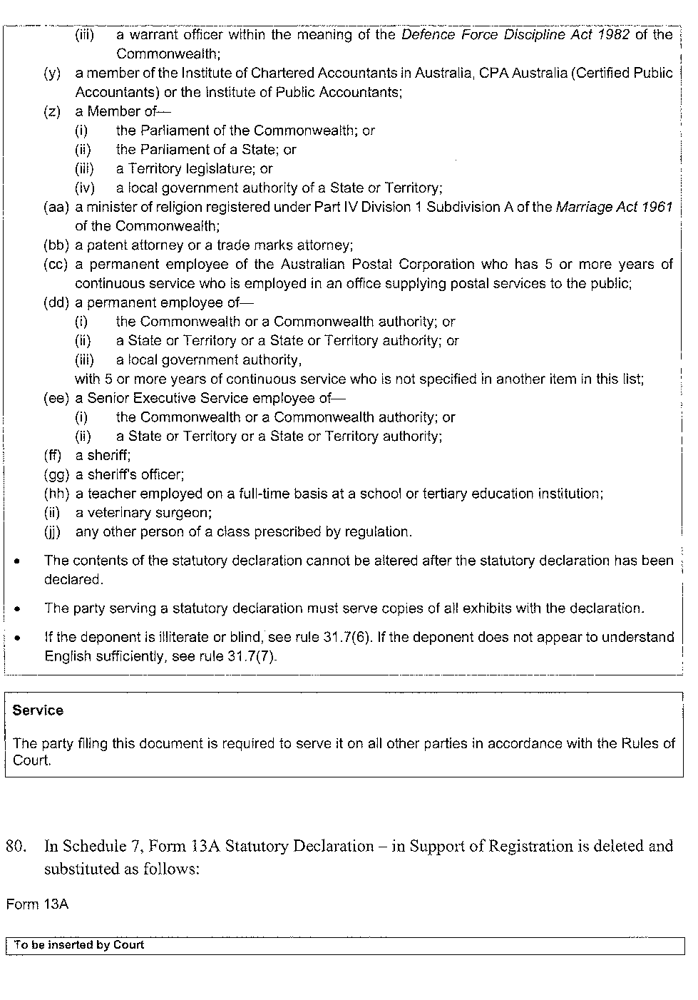 (iii) a warrant officer within the meaning of the Defence Force Discipline Act 1982 of the
Commonwealth;
(y) a member of the Institute of Chartered Accountants in Australia, CPA Australia (Certified Public
Accountants) or the Institute of Public Accountants;
(z) a Member of—
(i) the Parliament of the Commonwealth; or
(ii) the Parliament of a State; or
(iii) a Territory legislature; or
(iv) a local government authority of a State or Territory;
(aa) a minister of religion registered under Part IV Division 1 Subdivision A of the Marriage Act 1961
of the Commonwealth;
(bb) a patent attorney or a trade marks attorney;
(cc) a permanent employee of the Australian Postal Corporation who has 5 or more years of
continuous service who is employed in an office supplying postal services to the public;
(dd) a permanent employee of—
(i) the Commonwealth or a Commonwealth authority; or
(ii) a State or Territory or a State or Territory authority; or
(iii) a local government authority,
with 5 or more years of continuous service who is not specified in another item in this list;
(ee) a Senior Executive Service employee of—
(i) the Commonwealth or a Commonwealth authority; or
(ii) a State or Territory or a State or Territory authority;
(ff) a sheriff;
(gg) a sheriff's officer;
(hh) a teacher employed on a full-time basis at a school or tertiary education institution;
(ii) a veterinary surgeon;
(jj) any other person of a class prescribed by regulation.
• The contents of the statutory declaration cannot be altered after the statutory declaration has been
declared.
• The party serving a statutory declaration must serve copies of all exhibits with the declaration.
• If the deponent is illiterate or blind, see rule 31.7(6). If the deponent does not appear to understand
English sufficiently, see rule 31.7(7).
Service
The party filing this document is required to serve it on all other parties in accordance with the Rules of
Court.
80. In Schedule 7, Form 13A Statutory Declaration – in Support of Registration is deleted and
substituted as follows:
Form 13A
To be inserted by Court